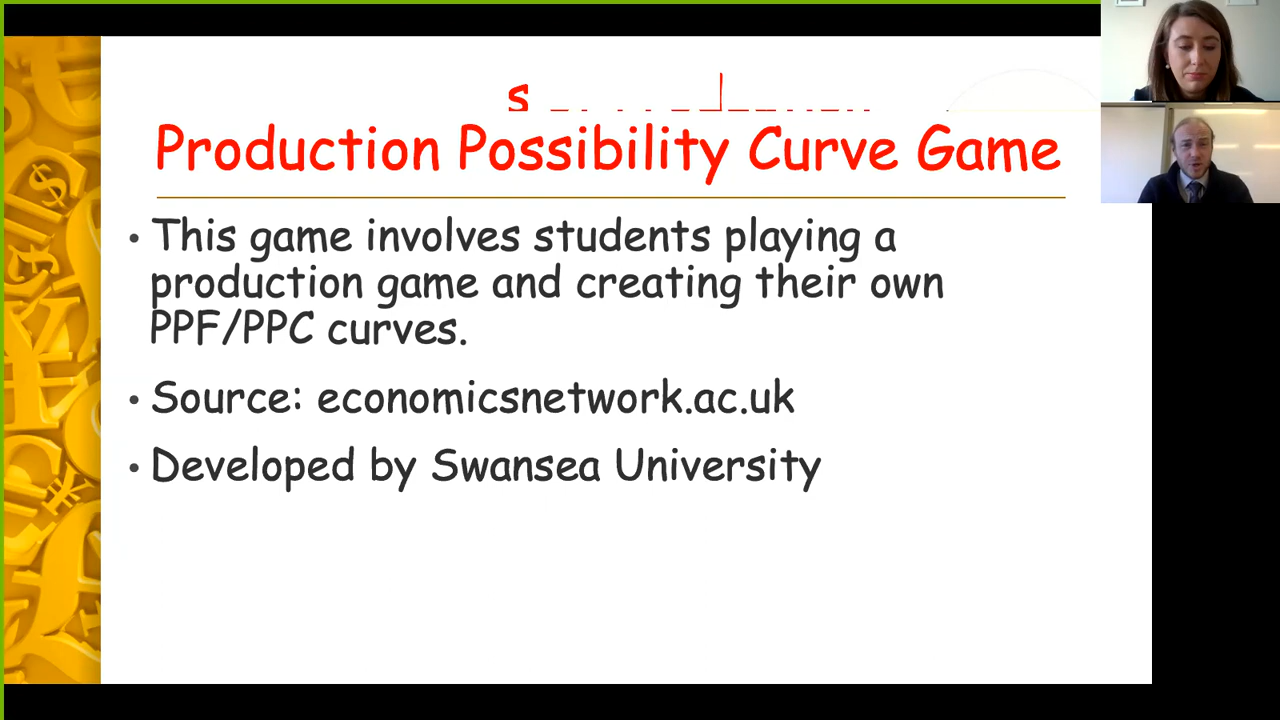 Production Possibility Curve Game
• This game involves students playing a
production game and creating their own
PPF/PPC curves.
• Source: economicsnetwork.ac.uk
• Developed by Swansea University